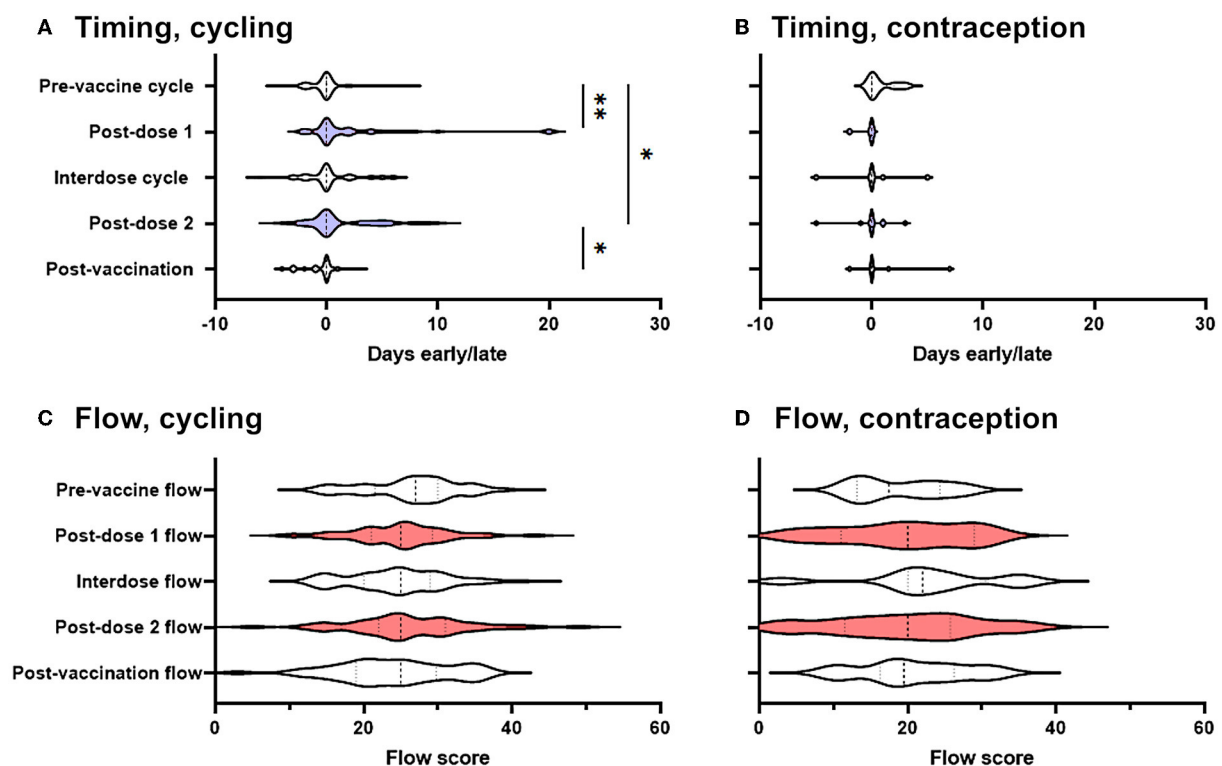 A Timing, cycling
B Timing, contraception
Pre-vaccine cycle
Post-dose 1
Interdose cycle
Post-dose 2
Post-vaccination
**
*
*
-10 0 10 20 30
Days early/late
-10 0 10 20 30
Days early/late
C Flow, cycling
D Flow, contraception
Pre-vaccine flow
Post-dose 1 flow
Interdose flow
Post-dose 2 flow
Post-vaccination flow
0 20 40 60
Flow score
0 20 40 60
Flow score